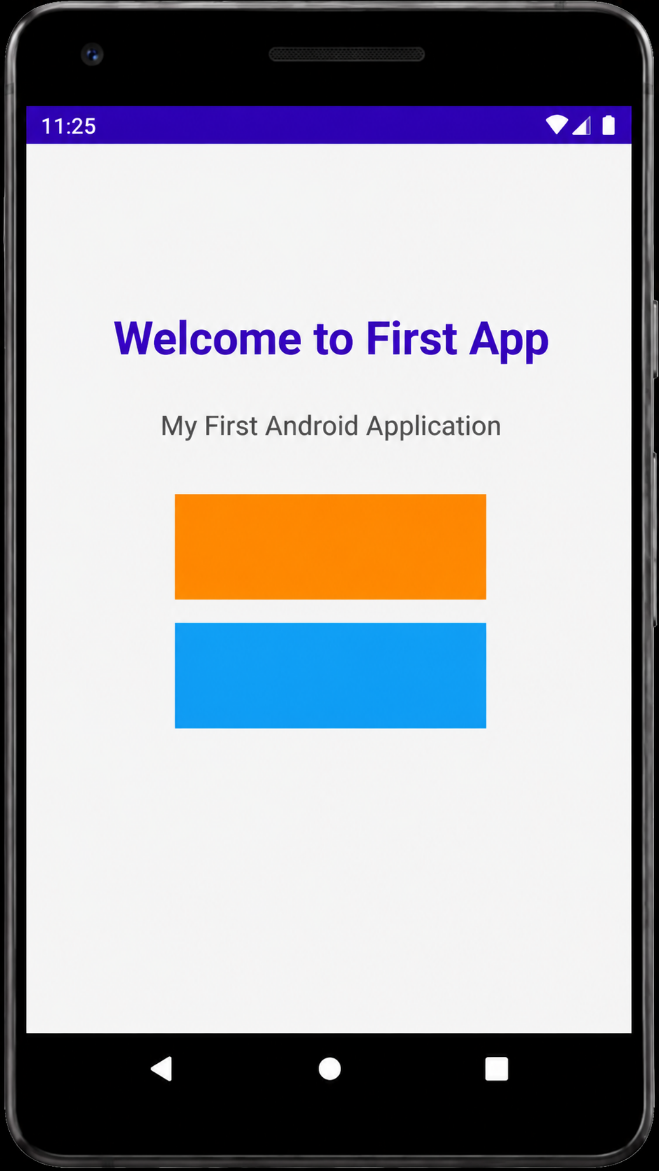 11:25
Welcome to First App
My First Android Application